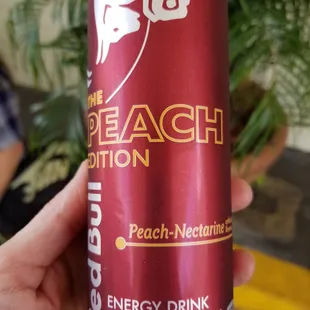 THE
PEACH
EDITION
Red Bull
Peach-Nectarine
ENERGY DRINK